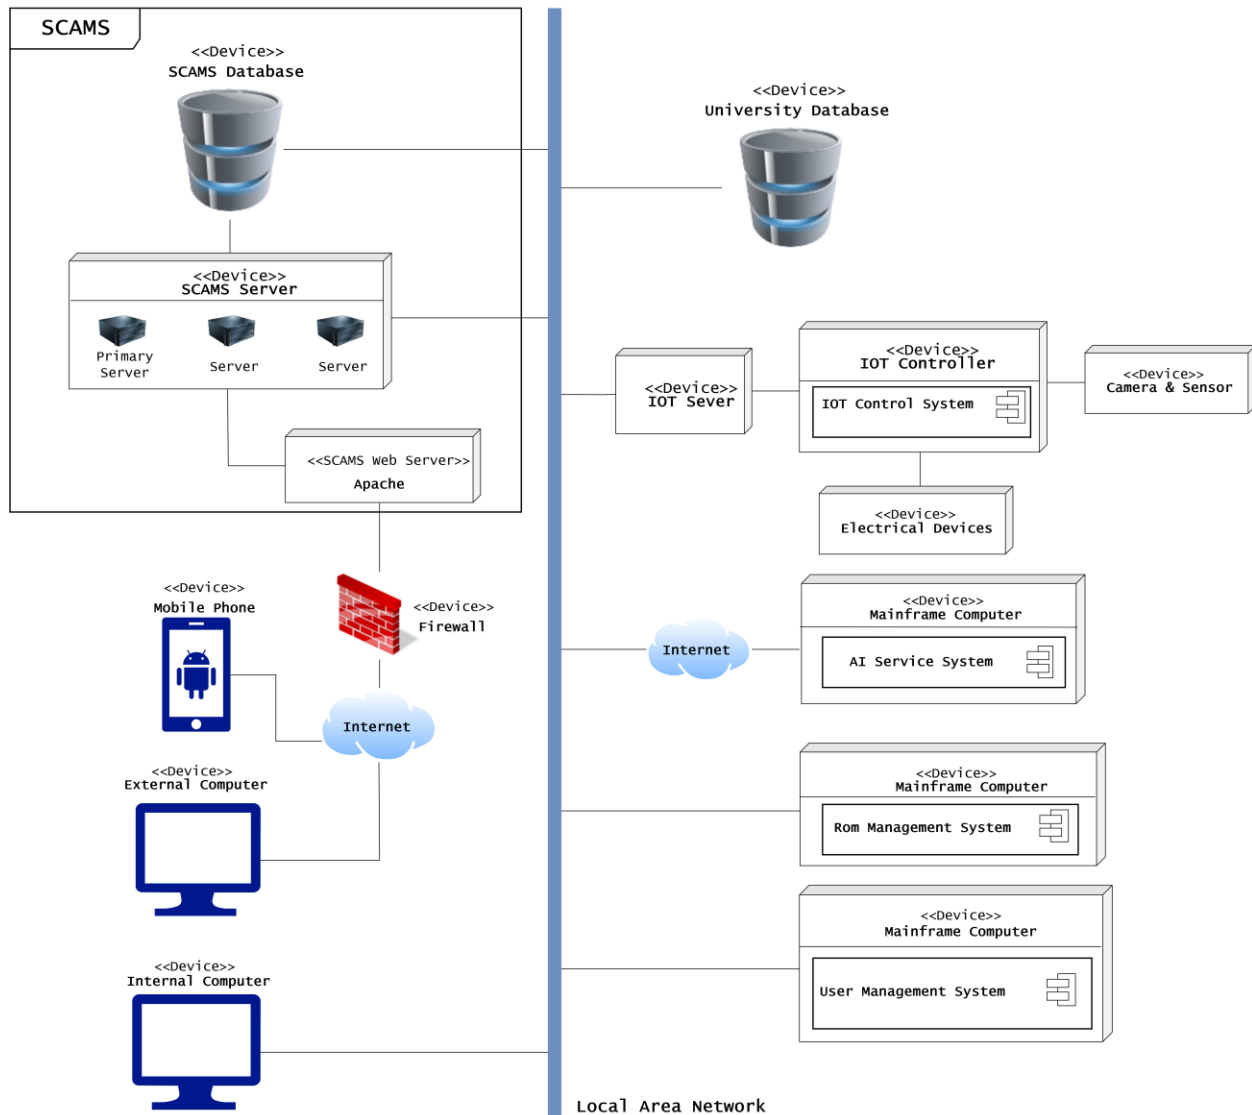 SCAMS
<<Device>>
SCAMS Database
<<Device>>
University Database
<<Device>>
SCAMS Server
Primary
Server
Server
Server
<<SCAMS Web Server>>
Apache
<<Device>>
IOT Sever
<<Device>>
IOT Controller
IOT Control System
<<Device>>
Camera & Sensor
<<Device>>
Electrical Devices
<<Device>>
Mobile Phone
<<Device>>
Firewall
Internet
<<Device>>
External Computer
<<Device>>
Internal Computer
Internet
<<Device>>
Mainframe Computer
AI Service System
<<Device>>
Mainframe Computer
Rom Management System
<<Device>>
Mainframe Computer
User Management System
Local Area Network